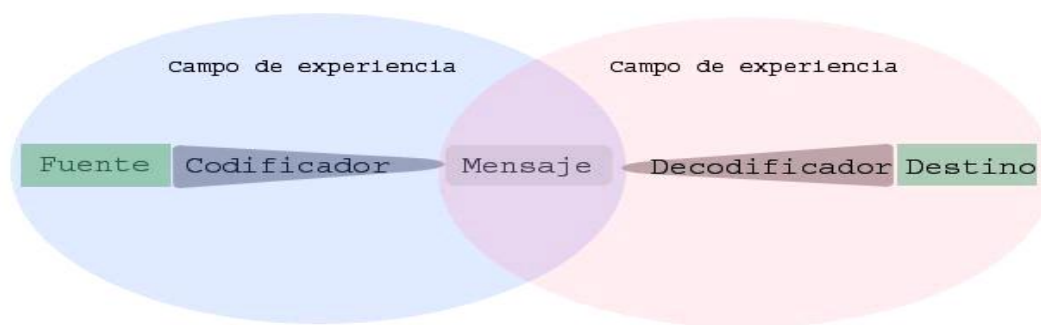 Campo de experiencia
Campo de experiencia
Fuente
Codificador
Mensaje
Decodificador
Destino